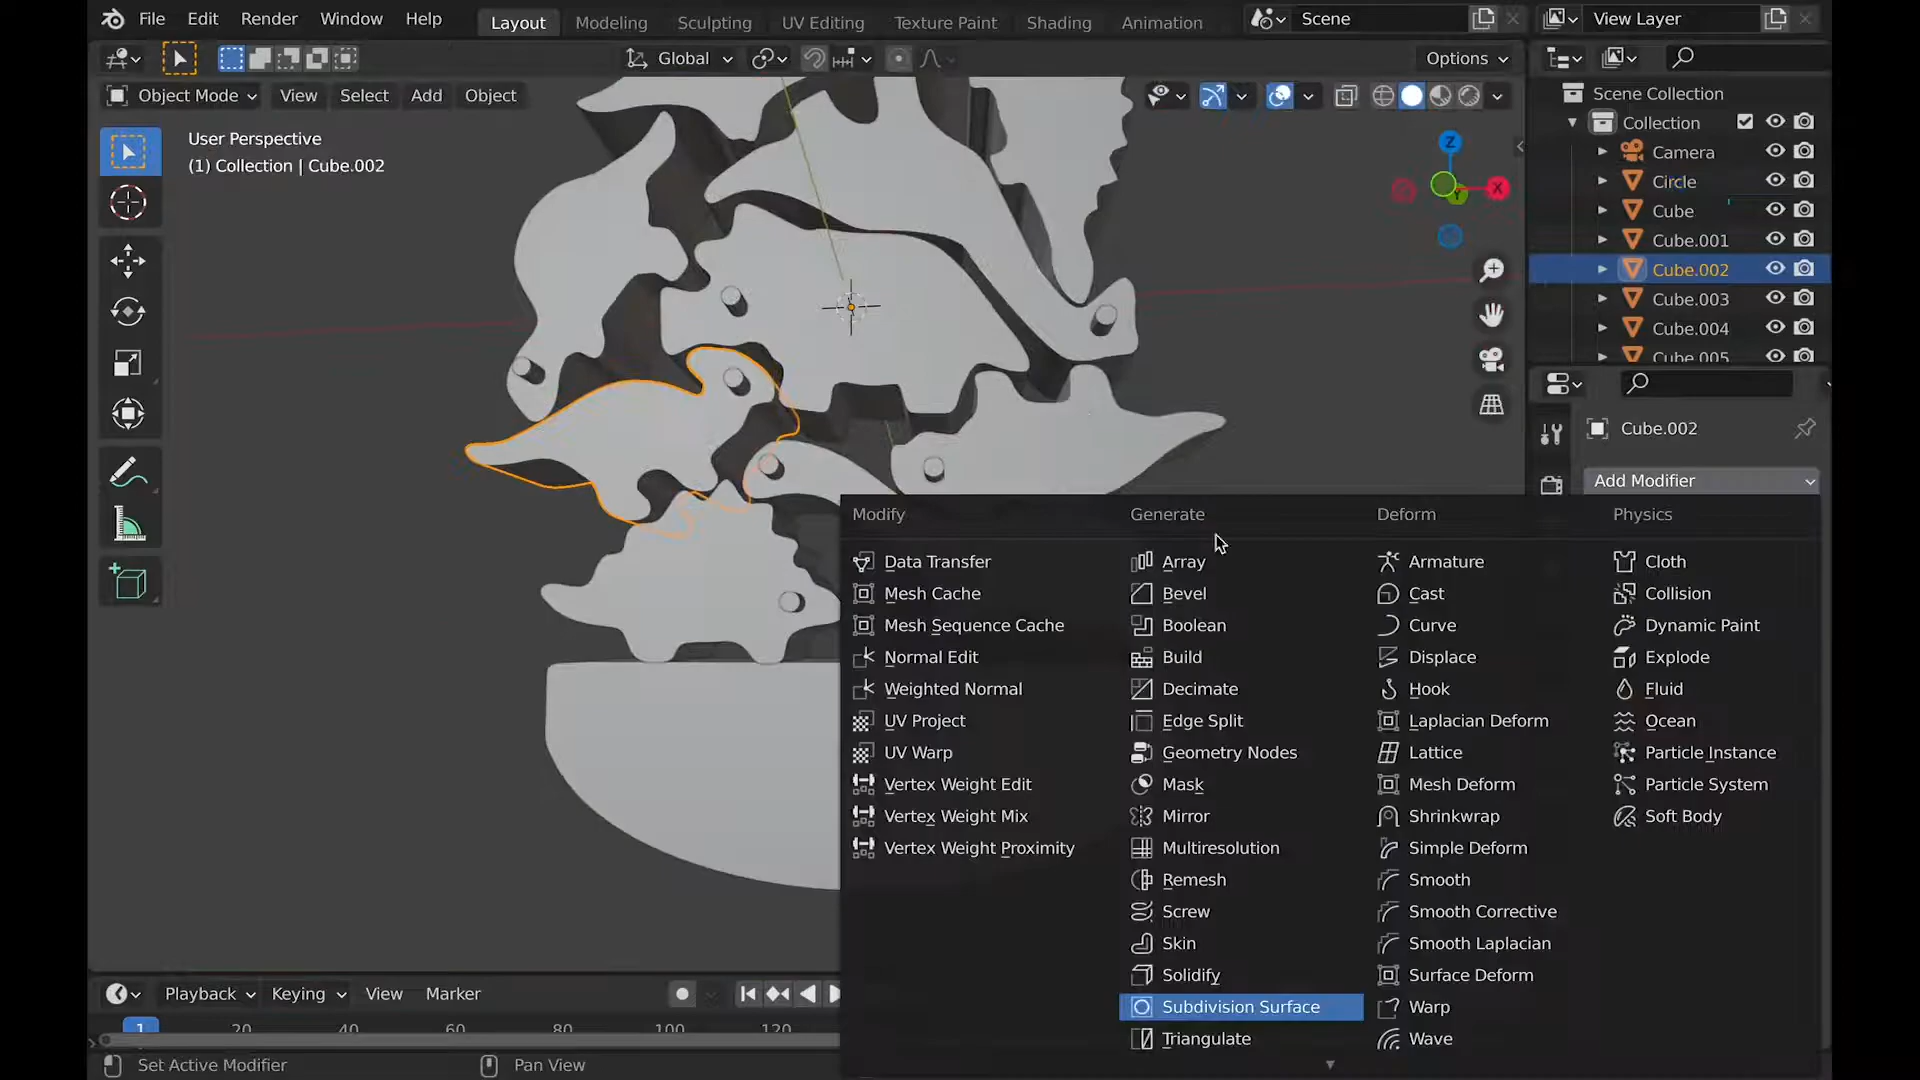 File Edit Render Window Help Layout Modeling Sculpting UV Editing Texture Paint Shading Animation Scene View Layer
Global Options
Object Mode View Select Add Object
User Perspective
(1) Collection | Cube.002
Z
X
Y
Scene Collection
Collection
Camera
Circle
Cube
Cube.001
Cube.002
Cube.003
Cube.004
Cube.005
Cube.002
Add Modifier
Modify
Data Transfer
Mesh Cache
Mesh Sequence Cache
Normal Edit
Weighted Normal
UV Project
UV Warp
Vertex Weight Edit
Vertex Weight Mix
Vertex Weight Proximity
Generate
Array
Bevel
Boolean
Build
Decimate
Edge Split
Geometry Nodes
Mask
Mirror
Multiresolution
Remesh
Screw
Skin
Solidify
Subdivision Surface
Triangulate
Deform
Armature
Cast
Curve
Displace
Hook
Laplacian Deform
Lattice
Mesh Deform
Shrinkwrap
Simple Deform
Smooth
Smooth Corrective
Smooth Laplacian
Surface Deform
Warp
Wave
Physics
Cloth
Collision
Dynamic Paint
Explode
Fluid
Ocean
Particle Instance
Particle System
Soft Body
Playback Keying View Marker
1 20 40 60 80 100 120
Set Active Modifier Pan View